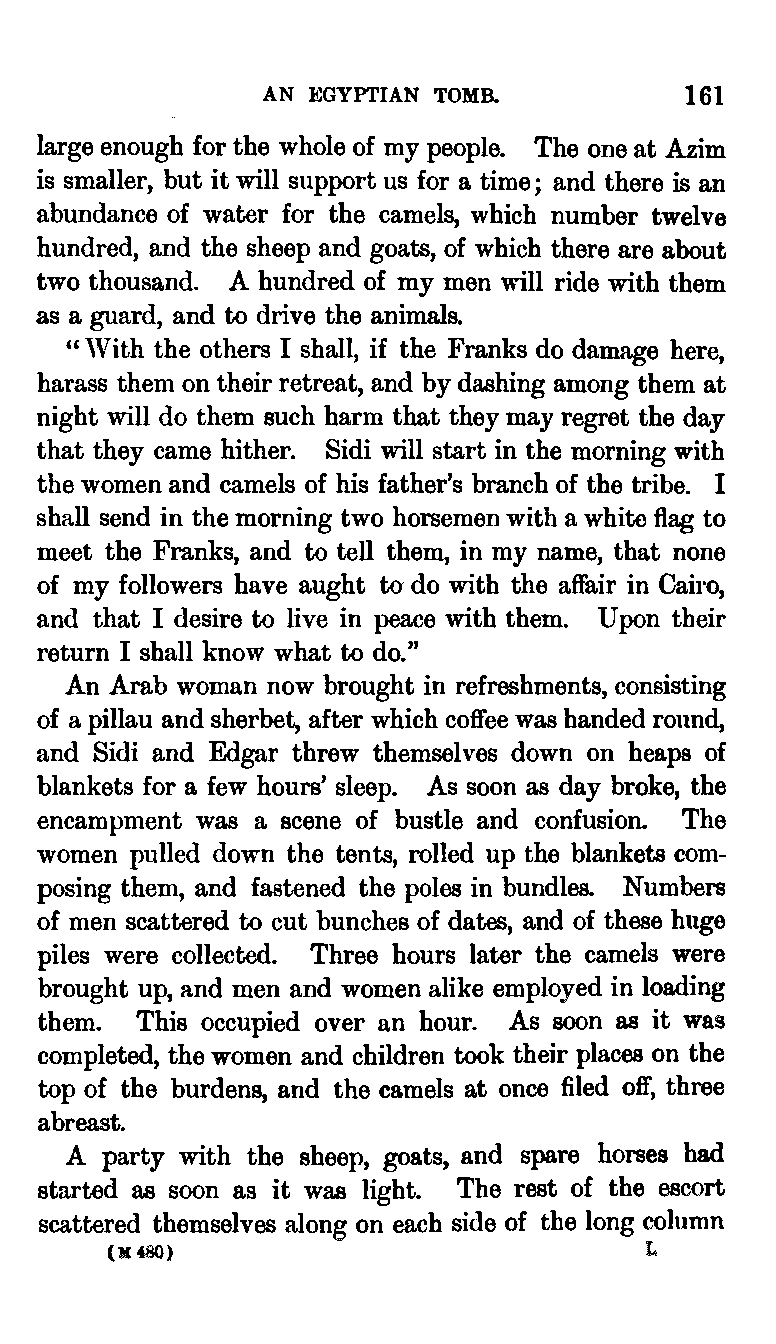 AN EGYPTIAN TOMB. 161
large enough for the whole of my people. The one at Azim
is smaller, but it will support us for a time; and there is an
abundance of water for the camels, which number twelve
hundred, and the sheep and goats, of which there are about
two thousand. A hundred of my men will ride with them
as a guard, and to drive the animals.
"With the others I shall, if the Franks do damage here,
harass them on their retreat, and by dashing among them at
night will do them such harm that they may regret the day
that they came hither. Sidi will start in the morning with
the women and camels of his father's branch of the tribe. I
shall send in the morning two horsemen with a white flag to
meet the Franks, and to tell them, in my name, that none
of my followers have aught to do with the affair in Cairo,
and that I desire to live in peace with them. Upon their
return I shall know what to do."
An Arab woman now brought in refreshments, consisting
of a pillau and sherbet, after which coffee was handed round,
and Sidi and Edgar threw themselves down on heaps of
blankets for a few hours' sleep. As soon as day broke, the
encampment was a scene of bustle and confusion. The
women pulled down the tents, rolled up the blankets com-
posing them, and fastened the poles in bundles. Numbers
of men scattered to cut bunches of dates, and of these huge
piles were collected. Three hours later the camels were
brought up, and men and women alike employed in loading
them. This occupied over an hour. As soon as it was
completed, the women and children took their places on the
top of the burdens, and the camels at once filed off, three
abreast.
A party with the sheep, goats, and spare horses had
started as soon as it was light. The rest of the escort
scattered themselves along on each side of the long column
(M 480) L